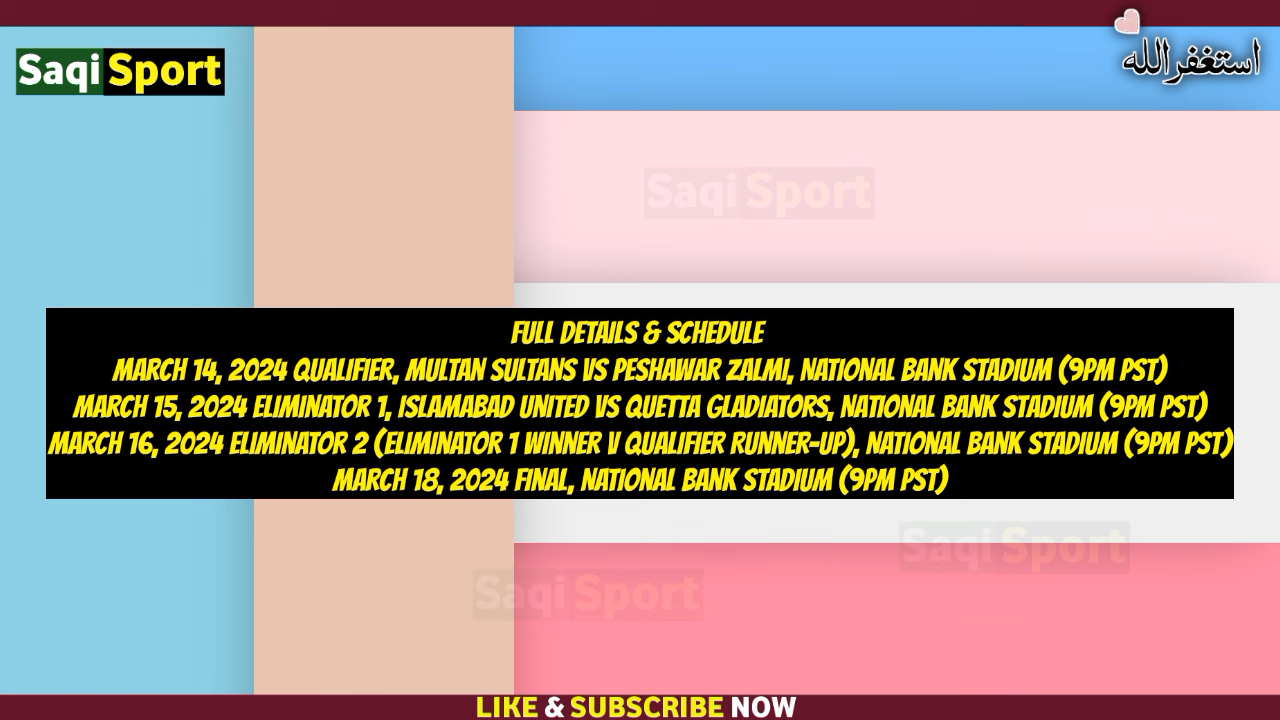 Saqi Sport
استغفرالله
Saqi Sport
FULL DETAILS & SCHEDULE
MARCH 14, 2024 QUALIFIER, MULTAN SULTANS VS PESHAWAR ZALMI, NATIONAL BANK STADIUM (9PM PST)
MARCH 15, 2024 ELIMINATOR 1, ISLAMABAD UNITED VS QUETTA GLADIATORS, NATIONAL BANK STADIUM (9PM PST)
MARCH 16, 2024 ELIMINATOR 2 (ELIMINATOR 1 WINNER V QUALIFIER RUNNER-UP), NATIONAL BANK STADIUM (9PM PST)
MARCH 18, 2024 FINAL, NATIONAL BANK STADIUM (9PM PST)
Saqi Sport
Saqi Sport
LIKE & SUBSCRIBE NOW